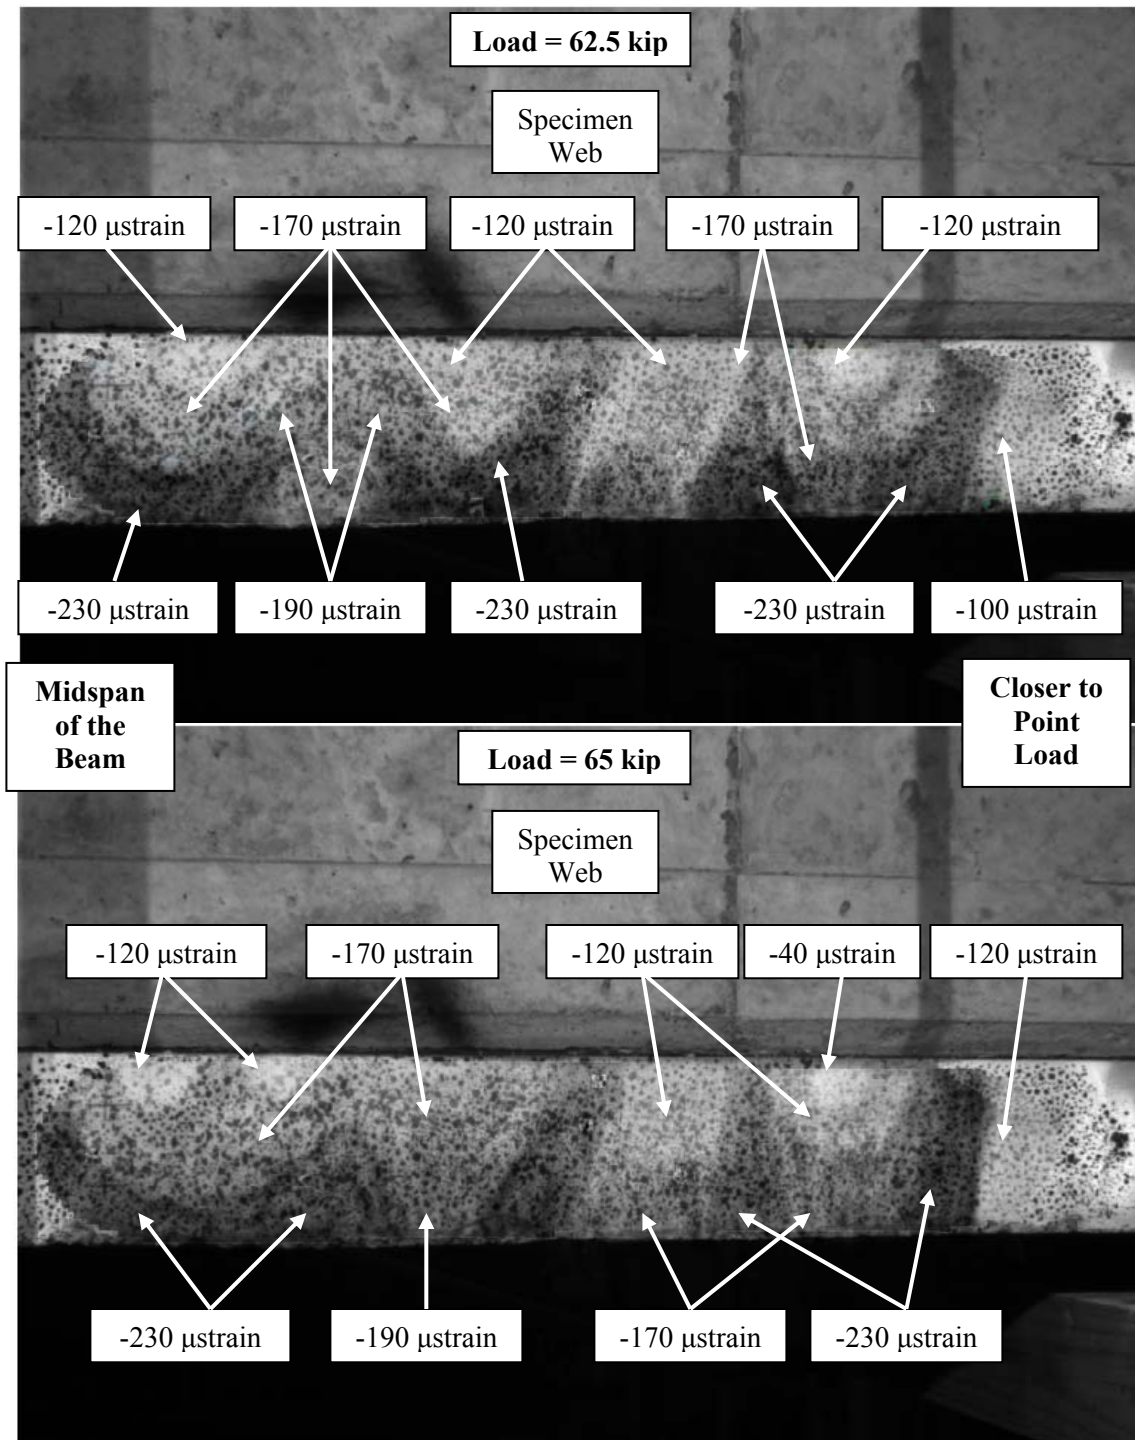 Load = 62.5 kip
Specimen
Web
-120 μstrain
-170 μstrain
-120 μstrain
-170 μstrain
-120 μstrain
-230 μstrain
-190 μstrain
-230 μstrain
-230 μstrain
-100 μstrain
Midspan
of the
Beam
Closer to
Point
Load
Load = 65 kip
Specimen
Web
-120 μstrain
-170 μstrain
-120 μstrain
-40 μstrain
-120 μstrain
-230 μstrain
-190 μstrain
-170 μstrain
-230 μstrain